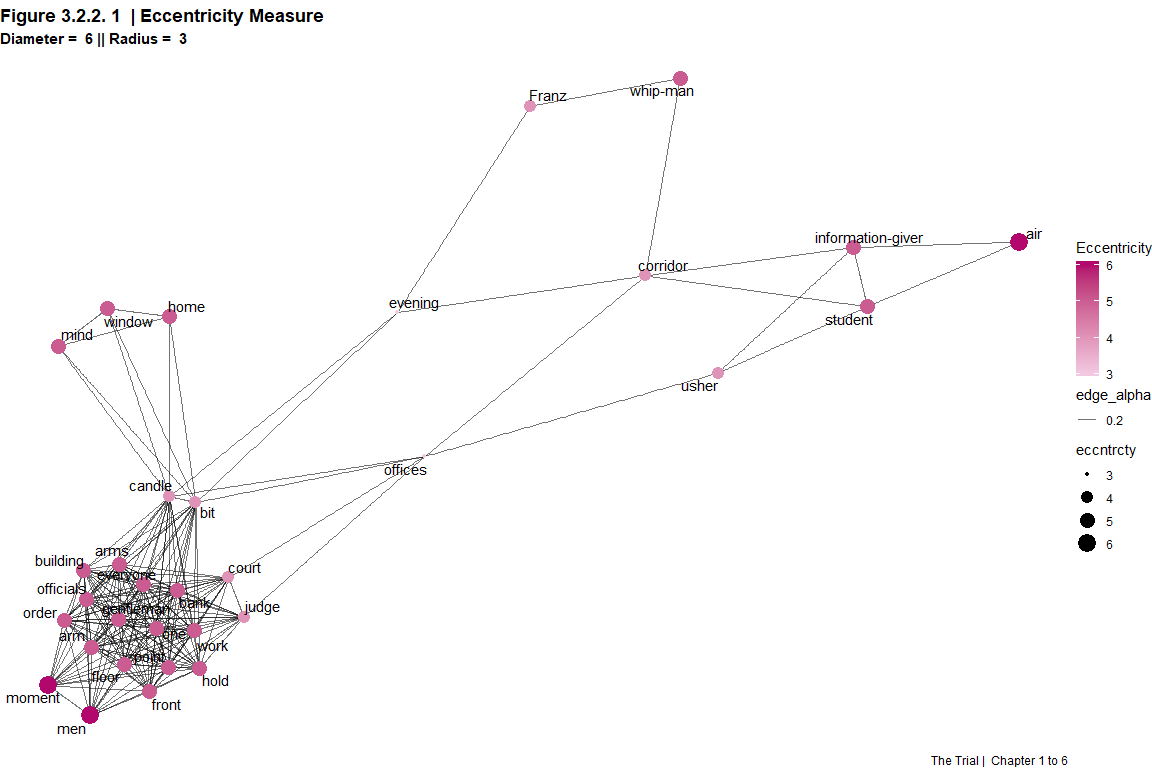 Figure 3.2.2. 1 | Eccentricity Measure
Diameter = 6 || Radius = 3
Franz
whip-man
information-giver
air
corridor
evening
home
window
mind
student
usher
offices
candle
bit
arms
building
everyone
court
officials
bank
gentleman
judge
order
one
arm
work
point
floor
hold
moment
front
men
Eccentricity
6
5
4
3
edge_alpha
0.2
eccntrcty
3
4
5
6
The Trial | Chapter 1 to 6